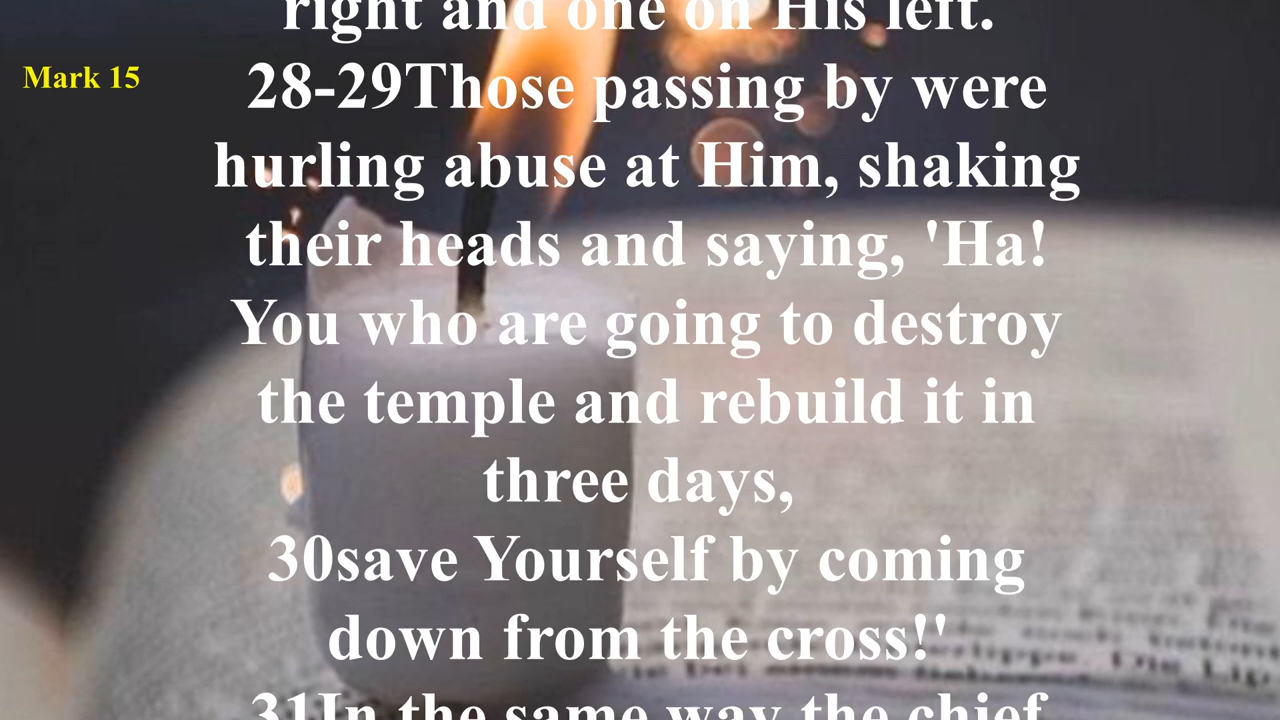 right and one on His left.
Mark 15
28-29Those passing by were
hurling abuse at Him, shaking
their heads and saying, 'Ha!
You who are going to destroy
the temple and rebuild it in
three days,
30save Yourself by coming
down from the cross!'
31In the same way the chief